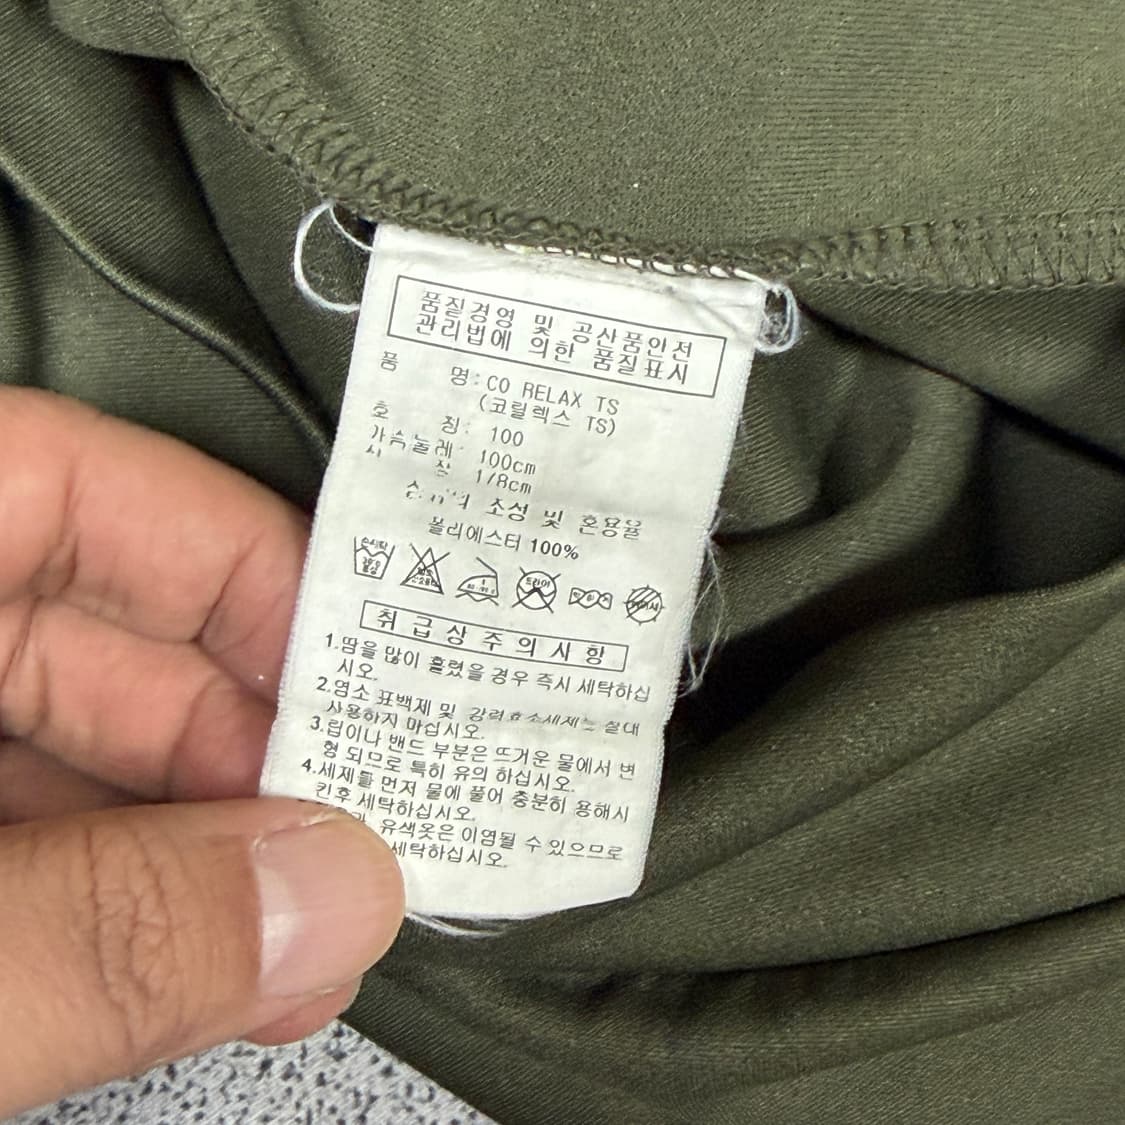 품질경영 및 공산품안전
관리법에 의한 품질표시
품 명: CO RELAX TS
(코릴렉스 TS)
호 칭: 100
가슴둘레: 100cm
신 장 178cm
조성 및 혼용율
폴리에스터 100%
손세탁 30℃ 중성
드라이
취급상주의사항
1.땀을 많이 흘렸을 경우 즉시 세탁하십
시오.
2.염소 표백제 및 강력효소세제는 절대
사용하지 마십시오.
3.립이나 밴드 부분은 뜨거운 물에서 변
형 되므로 특히 유의 하십시오.
4.세제를 먼저 물에 풀어 충분히 용해시
킨후 세탁하십시오.
유색옷은 이염될 수 있으므로
세탁하십시오.